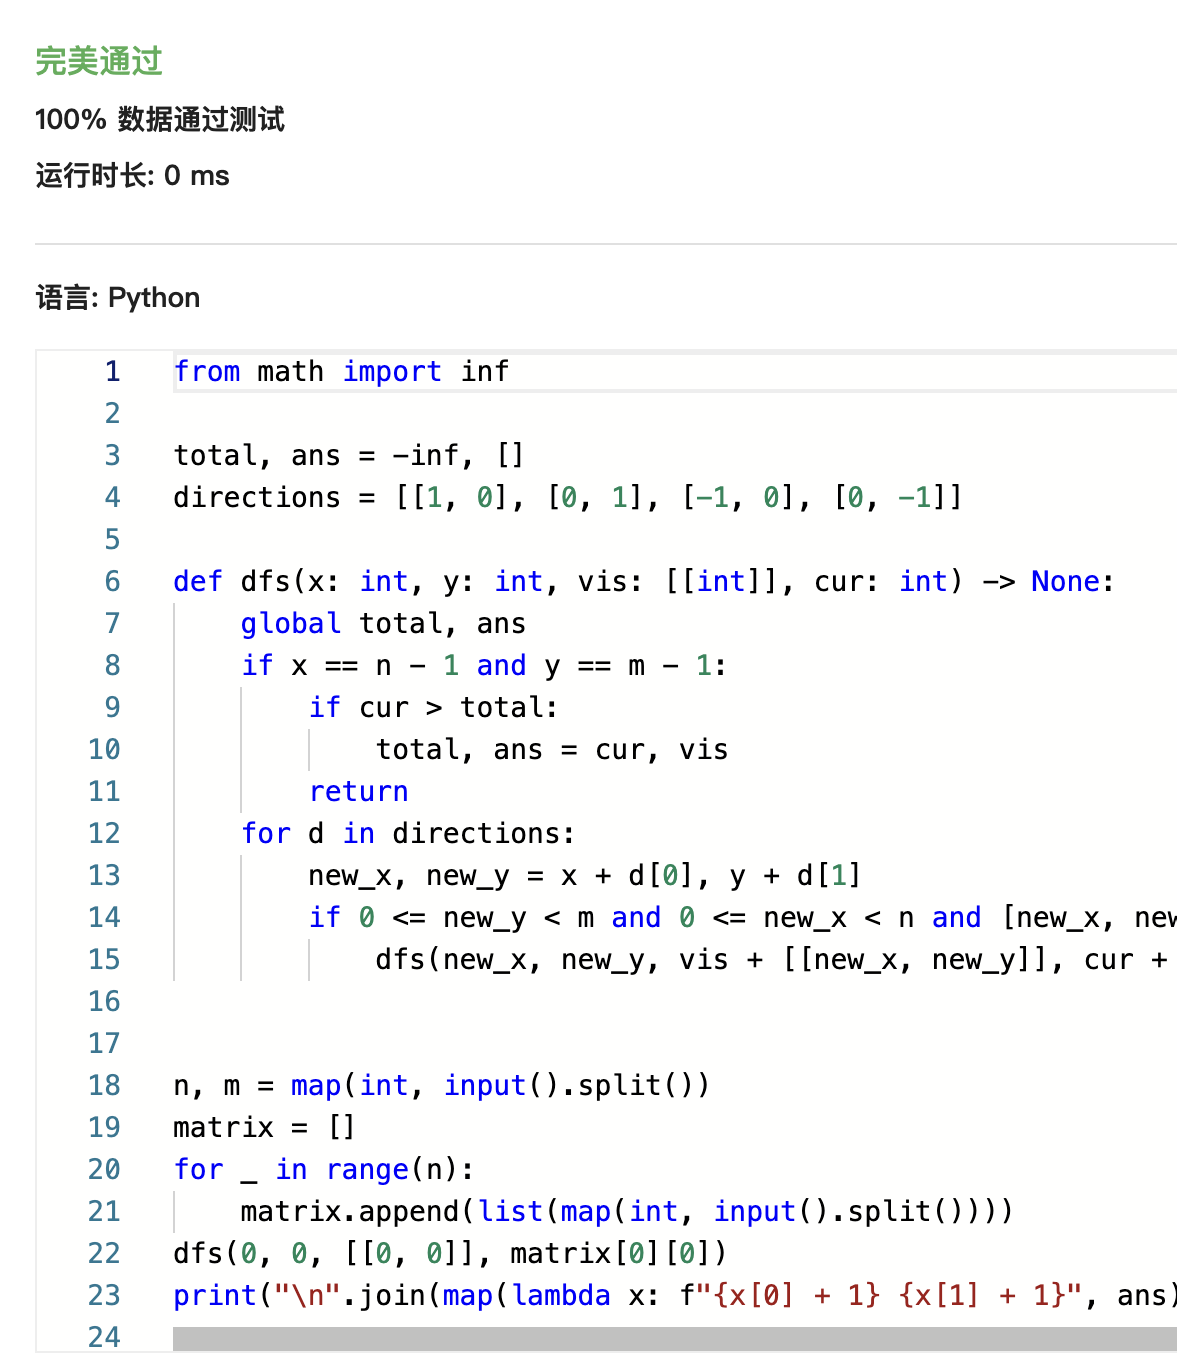 完美通过
100% 数据通过测试
运行时长: 0 ms
语言: Python
1 from math import inf
2
3 total, ans = -inf, []
4 directions = [[1, 0], [0, 1], [-1, 0], [0, -1]]
5
6 def dfs(x: int, y: int, vis: [[int]], cur: int) -> None:
7     global total, ans
8     if x == n - 1 and y == m - 1:
9         if cur > total:
10             total, ans = cur, vis
11         return
12     for d in directions:
13         new_x, new_y = x + d[0], y + d[1]
14         if 0 <= new_y < m and 0 <= new_x < n and [new_x, new
15             dfs(new_x, new_y, vis + [[new_x, new_y]], cur +
16
17
18 n, m = map(int, input().split())
19 matrix = []
20 for _ in range(n):
21     matrix.append(list(map(int, input().split())))
22 dfs(0, 0, [[0, 0]], matrix[0][0])
23 print("\n".join(map(lambda x: f"{x[0] + 1} {x[1] + 1}", ans)
24